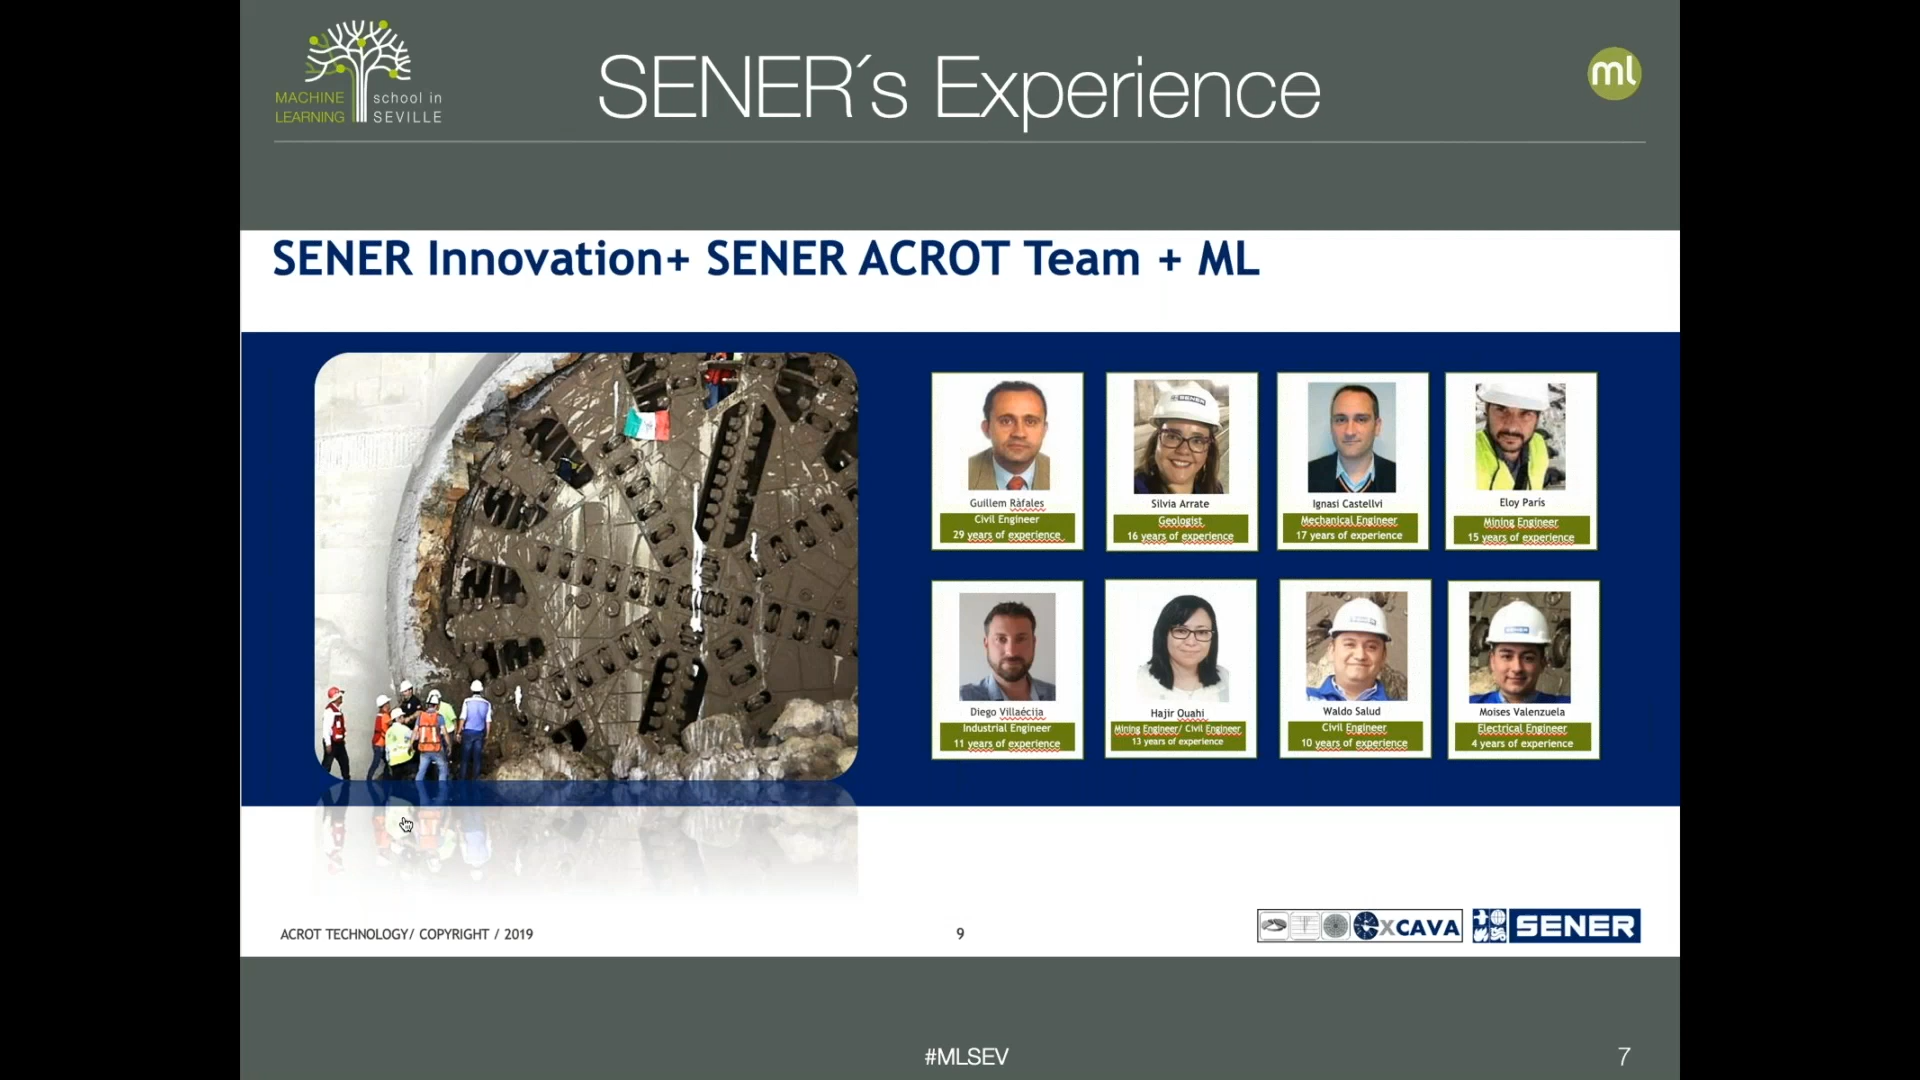 MACHINE school in
LEARNING SEVILLE
SENER´s Experience
ml
SENER Innovation+ SENER ACROT Team + ML
Guillem Ràfales
Civil Engineer
29 years of experience
Silvia Arrate
Geologist
16 years of experience
Ignasi Castellvi
Mechanical Engineer
17 years of experience
Eloy París
Mining Engineer
15 years of experience
Diego Villaécija
Industrial Engineer
11 years of experience
Hajir Ouahi
Mining Engineer/ Civil Engineer
13 years of experience
Waldo Salud
Civil Engineer
10 years of experience
Moises Valenzuela
Electrical Engineer
4 years of experience
ACROT TECHNOLOGY/ COPYRIGHT / 2019
9
exCAVA
SENER
#MLSEV
7